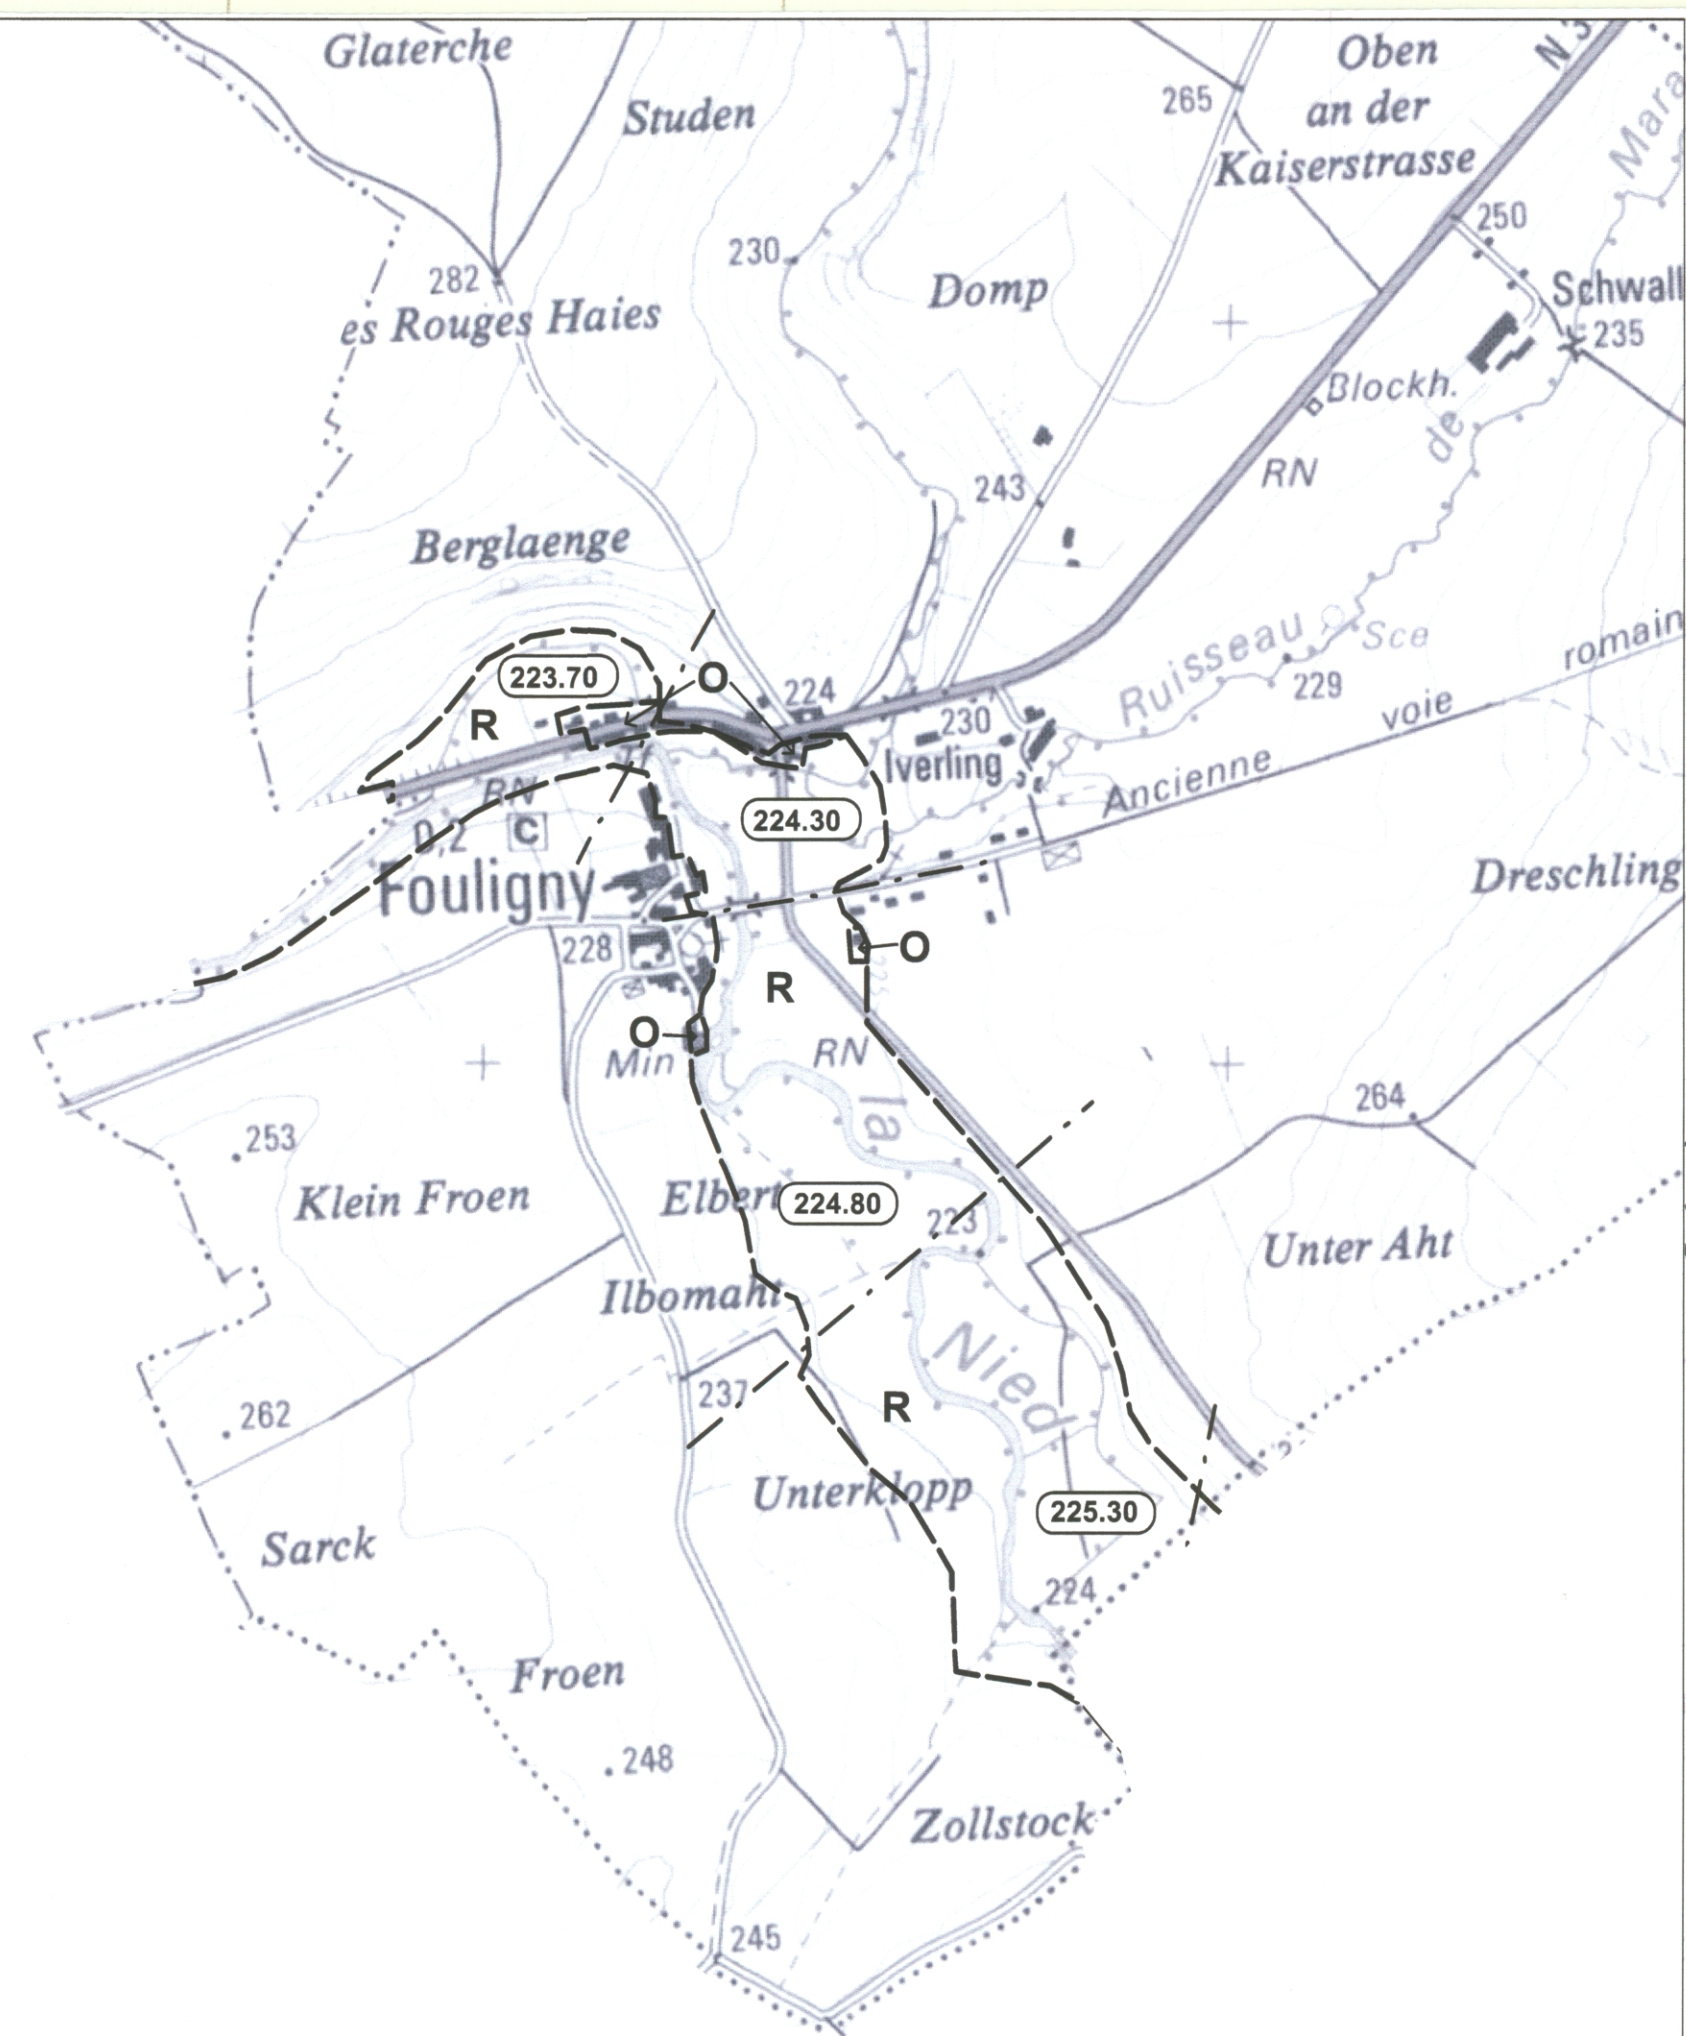 Glaterche
Studen
265
Oben
an der
Kaiserstrasse
N 3
Mara
250
Schwall
235
230
Domp
282
es Rouges Haies
Blockh.
de
RN
243
Berglaenge
Ruisseau
Sce
229
romain
223.70
O
224
R
230
Iverling
voie
Ancienne
RN
0,2
C
224.30
Fouligny
Dreschling
228
O
R
O
Min
RN
la
264
253
Klein Froen
Elbert
224.80
223
Unter Aht
Ilbomaht
Nied
237
R
262
Unterklopp
225.30
Sarck
224
Froen
248
Zollstock
245